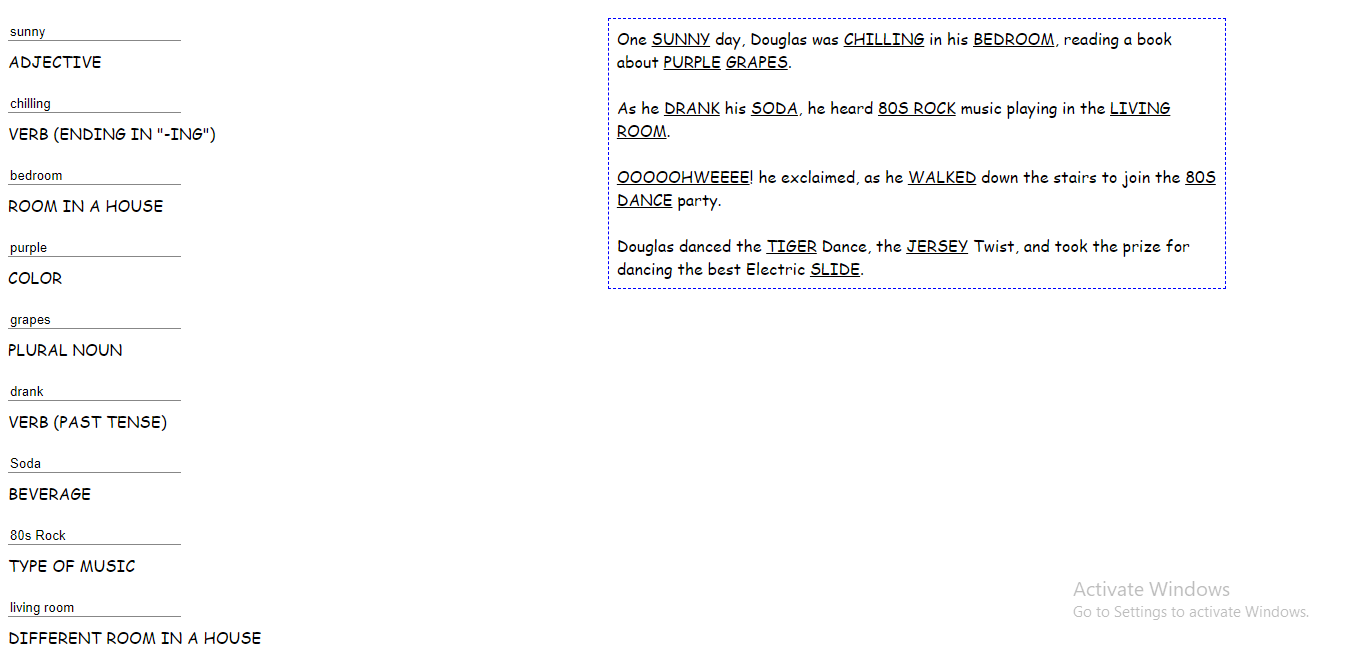 sunny
ADJECTIVE
chilling
VERB (ENDING IN "-ING")
bedroom
ROOM IN A HOUSE
purple
COLOR
grapes
PLURAL NOUN
drank
VERB (PAST TENSE)
Soda
BEVERAGE
80s Rock
TYPE OF MUSIC
living room
DIFFERENT ROOM IN A HOUSE
One SUNNY day, Douglas was CHILLING in his BEDROOM, reading a book
about PURPLE GRAPES.
As he DRANK his SODA, he heard 80S ROCK music playing in the LIVING
ROOM.
OOOOOHWEEEE! he exclaimed, as he WALKED down the stairs to join the 80S
DANCE party.
Douglas danced the TIGER Dance, the JERSEY Twist, and took the prize for
dancing the best Electric SLIDE.
Activate Windows
Go to Settings to activate Windows.